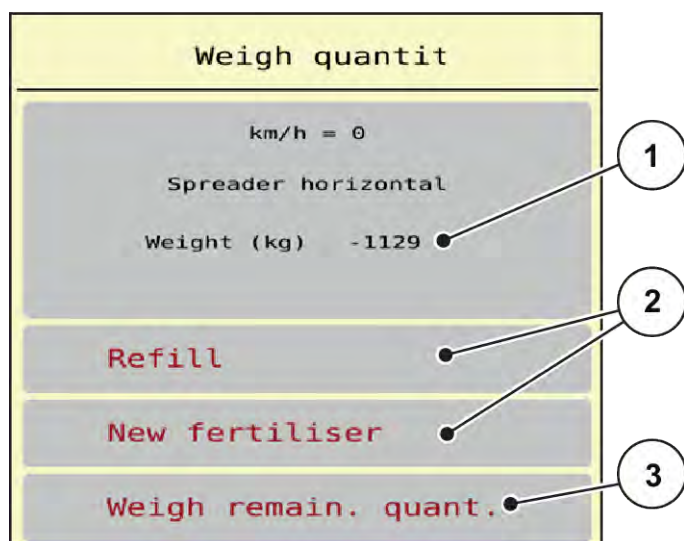 Weigh quantit
km/h = 0
1
Spreader horizontal
Weight (kg) -1129
2
Refill
New fertiliser
3
Weigh remain. quant.